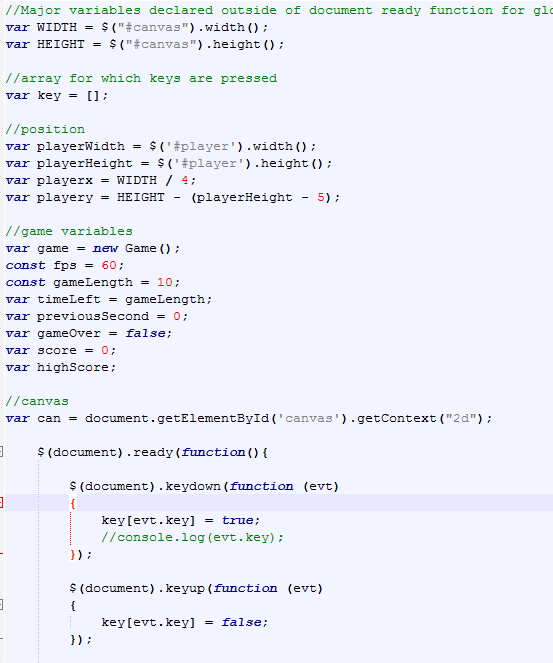 //Major variables declared outside of document ready function for glo
var WIDTH = $("#canvas").width();
var HEIGHT = $("#canvas").height();
//array for which keys are pressed
var key = [];
//position
var playerWidth = $('#player').width();
var playerHeight = $('#player').height();
var playerx = WIDTH / 4;
var playery = HEIGHT - (playerHeight - 5);
//game variables
var game = new Game();
const fps = 60;
const gameLength = 10;
var timeLeft = gameLength;
var previousSecond = 0;
var gameOver = false;
var score = 0;
var highScore;
//canvas
var can = document.getElementById('canvas').getContext("2d");
$(document).ready(function(){
$(document).keydown(function (evt)
{
key[evt.key] = true;
//console.log(evt.key);
});
$(document).keyup(function (evt)
{
key[evt.key] = false;
});